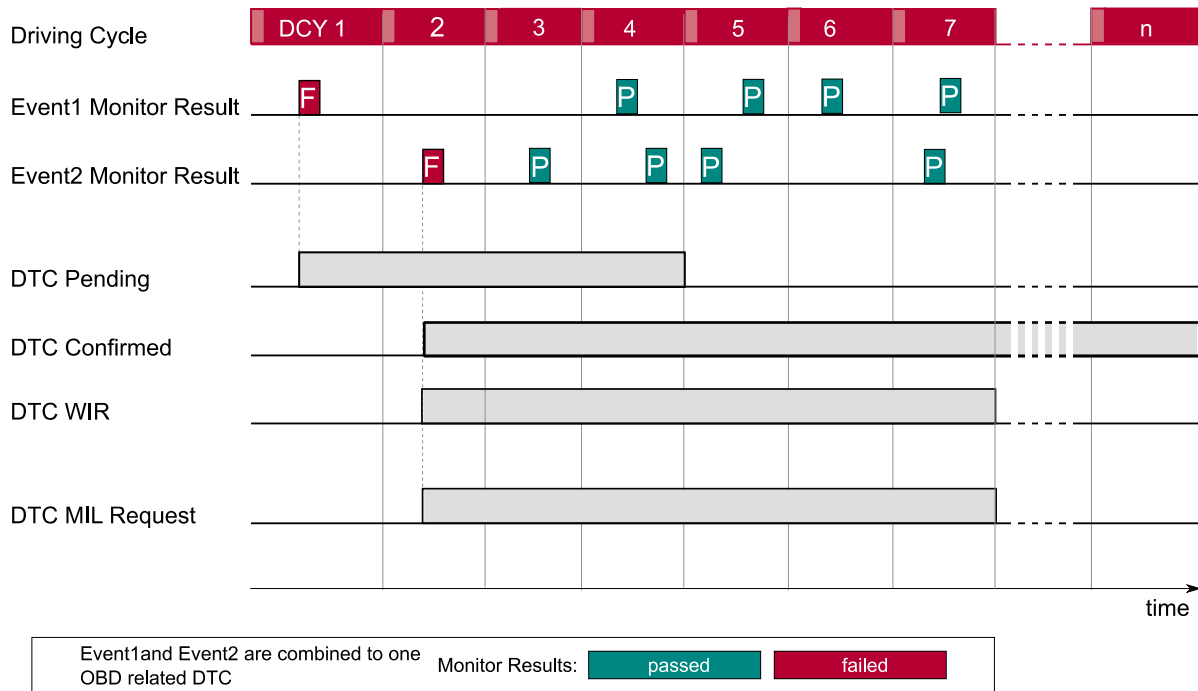 Driving Cycle DCY 1 2 3 4 5 6 7 n
Event1 Monitor Result F P P P P
Event2 Monitor Result F P P P P
DTC Pending
DTC Confirmed
DTC WIR
DTC MIL Request
time
Event1and Event2 are combined to one
OBD related DTC
Monitor Results: passed failed